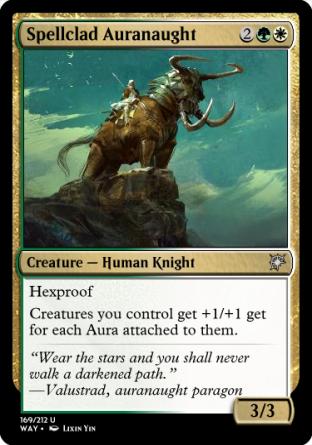 Spellclad Auranaught 2
Creature — Human Knight
Hexproof
Creatures you control get +1/+1 get
for each Aura attached to them.
“Wear the stars and you shall never
walk a darkened path.”
—Valustrad, auranaught paragon
3/3
169/212 U
WAY • Lixin Yin